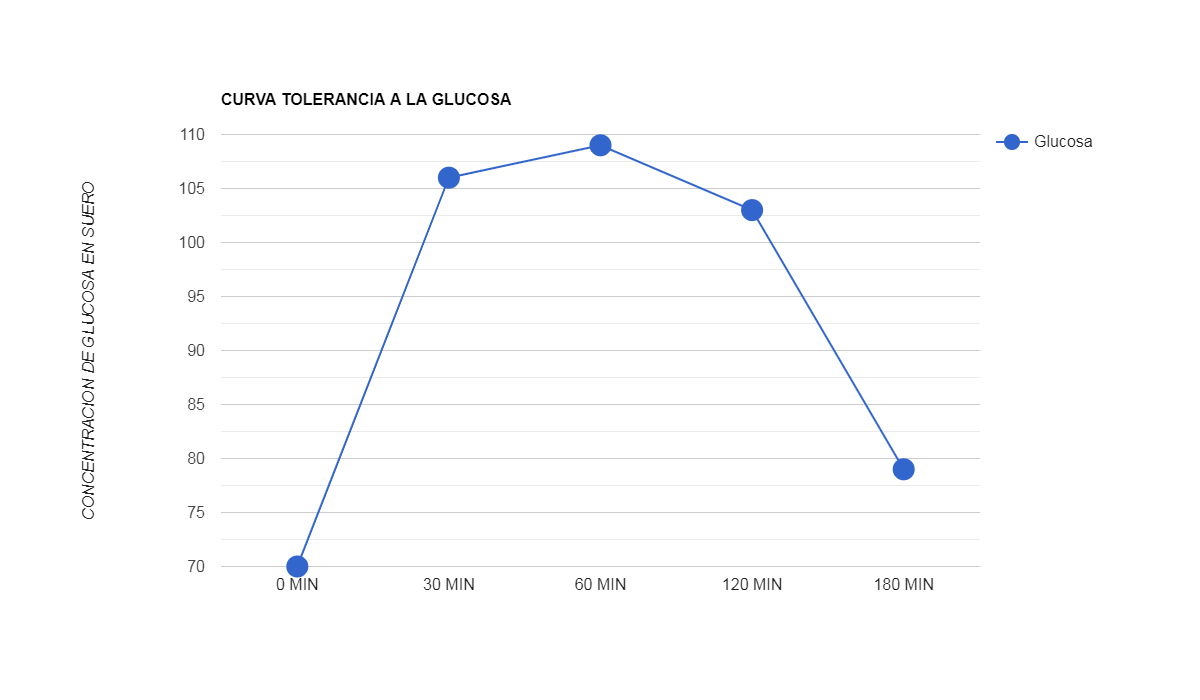 CURVA TOLERANCIA A LA GLUCOSA
CONCENTRACION DE GLUCOSA EN SUERO
110
105
100
95
90
85
80
75
70
0 MIN
30 MIN
60 MIN
120 MIN
180 MIN
Glucosa